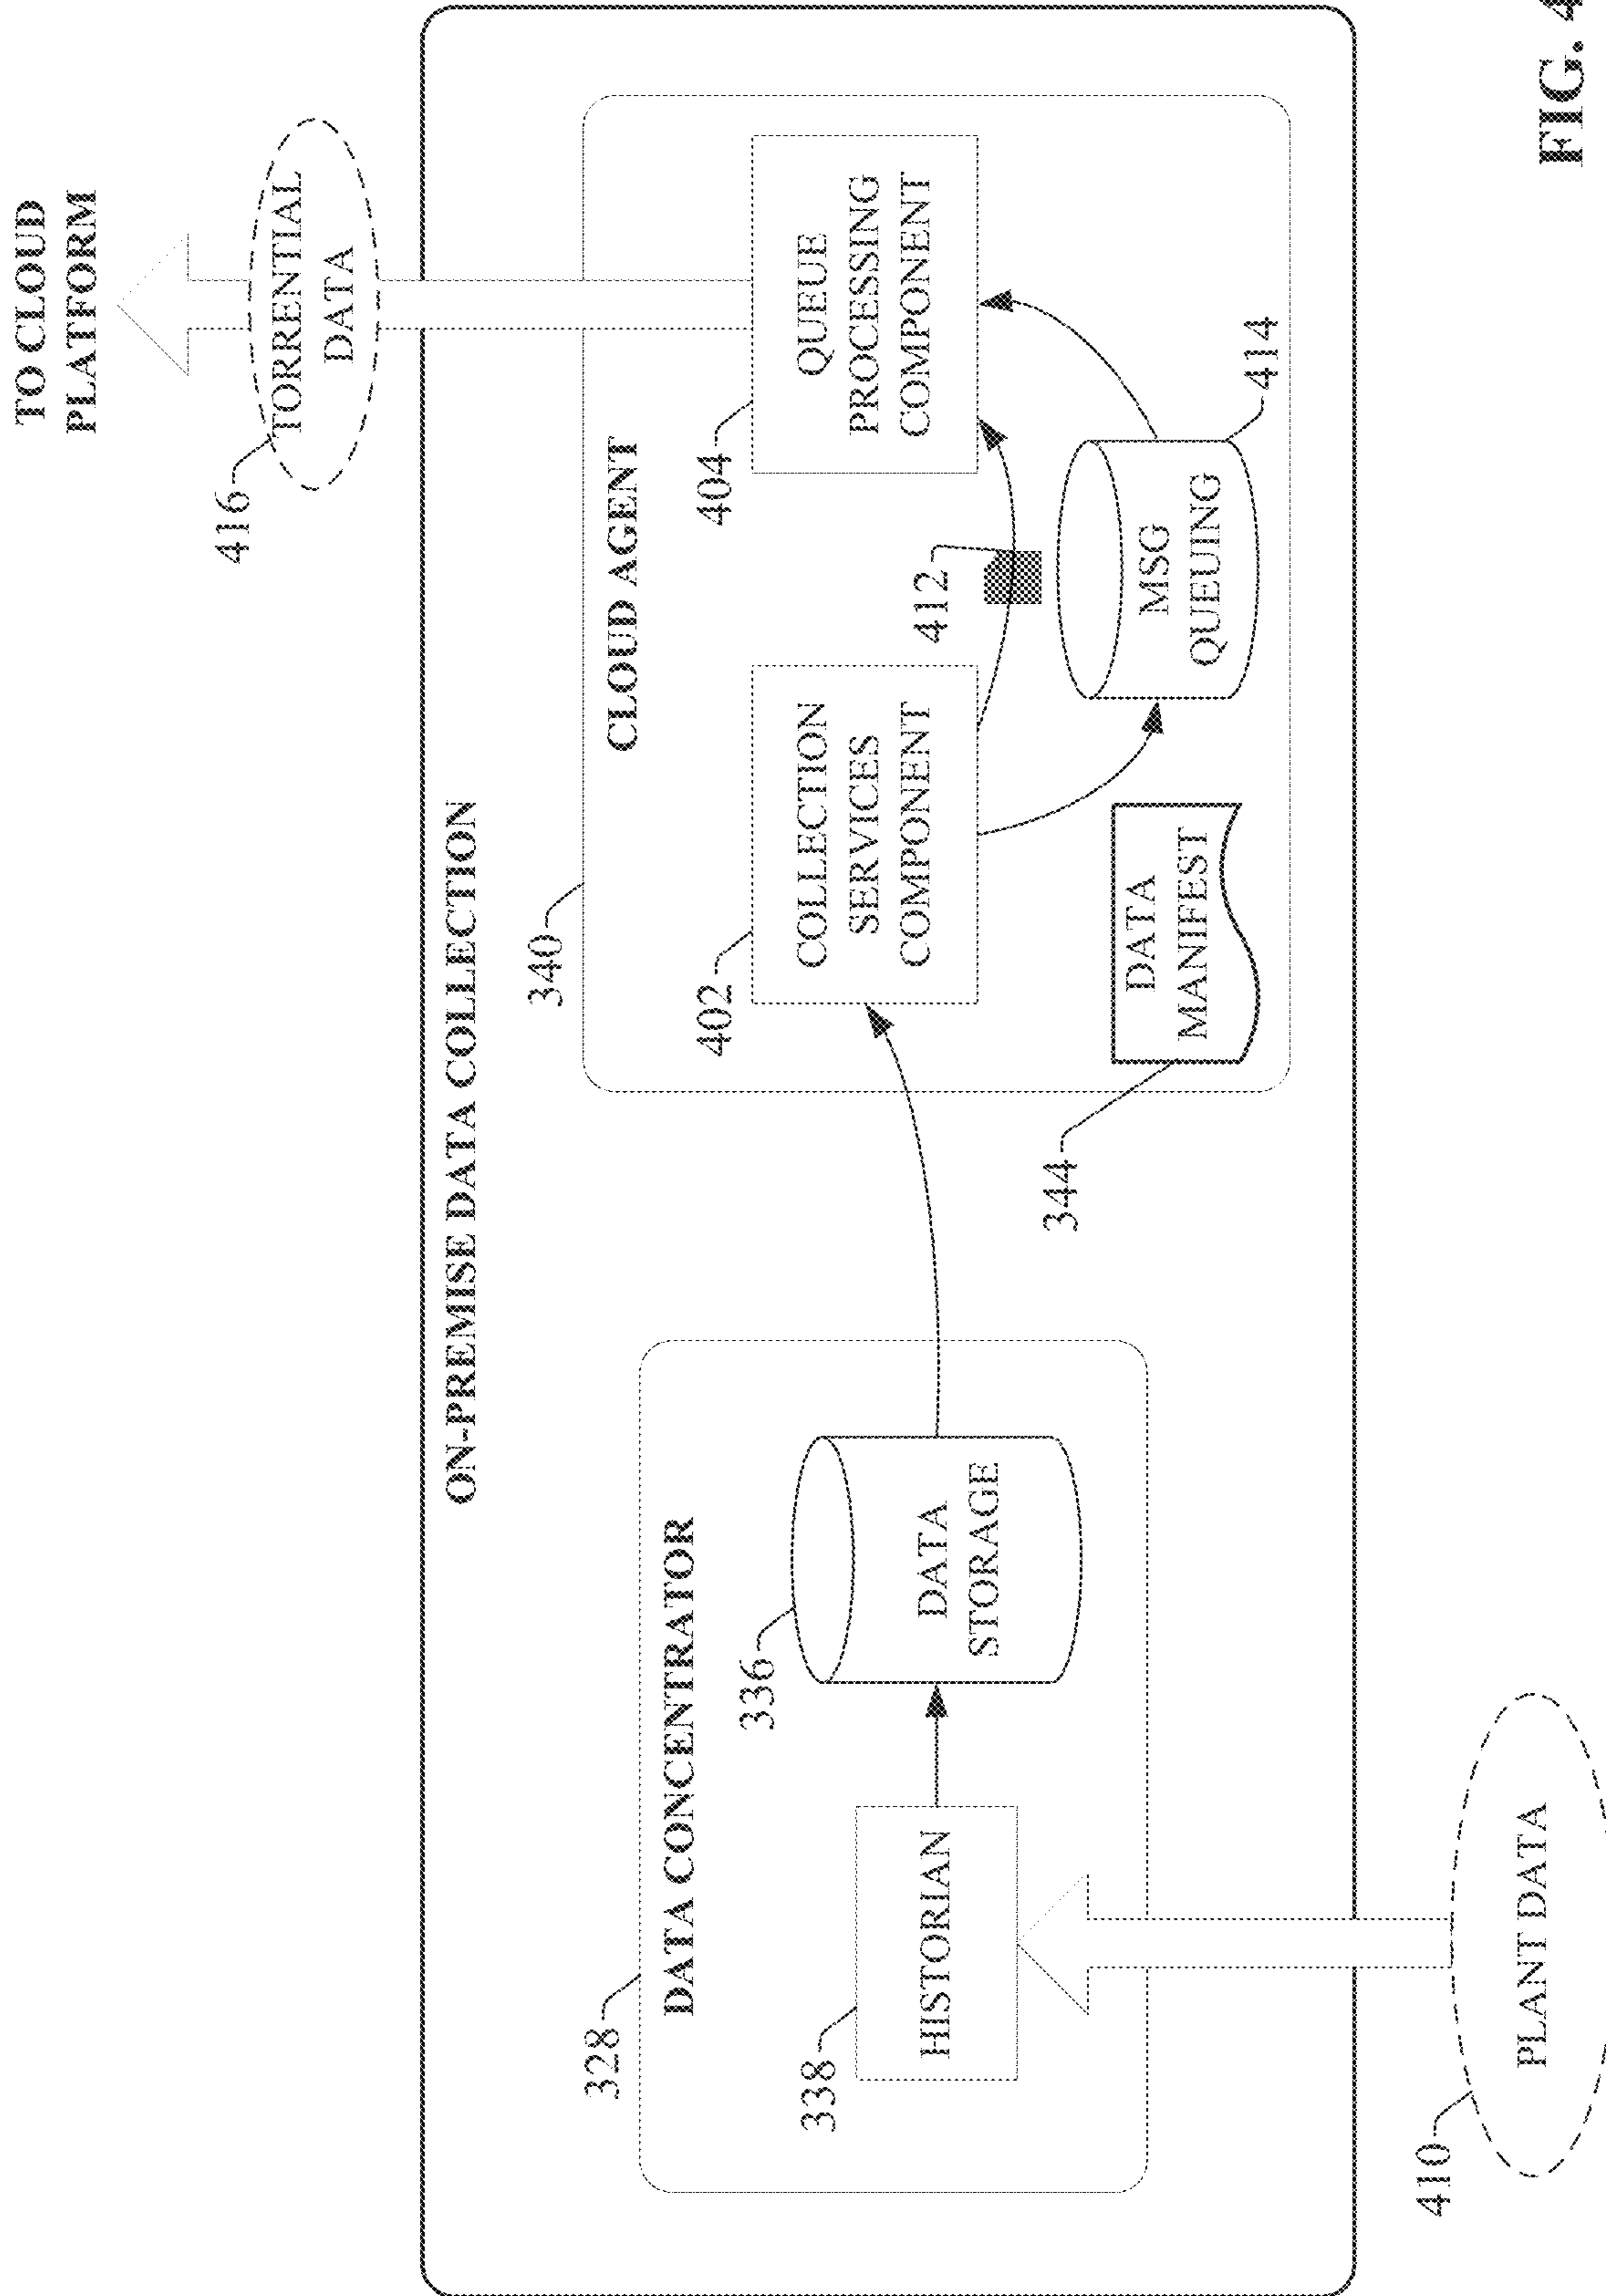 TO CLOUD
PLATFORM
416
TORRENTIAL
DATA
ON-PREMISE DATA COLLECTION
328
DATA CONCENTRATOR
338
HISTORIAN
336
DATA
STORAGE
410
PLANT DATA
340
CLOUD AGENT
402
COLLECTION
SERVICES
COMPONENT
404
QUEUE
PROCESSING
COMPONENT
412
MSG
QUEUING
414
344
DATA
MANIFEST
FIG. 4